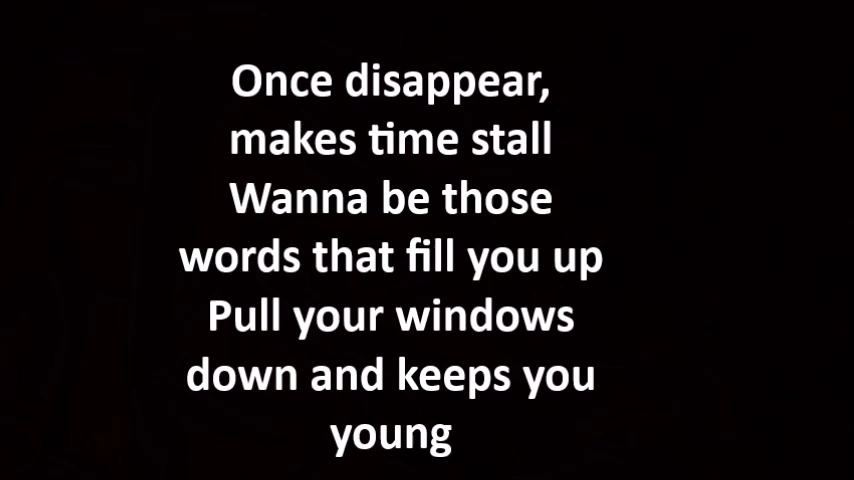 Once disappear,
makes time stall
Wanna be those
words that fill you up
Pull your windows
down and keeps you
young